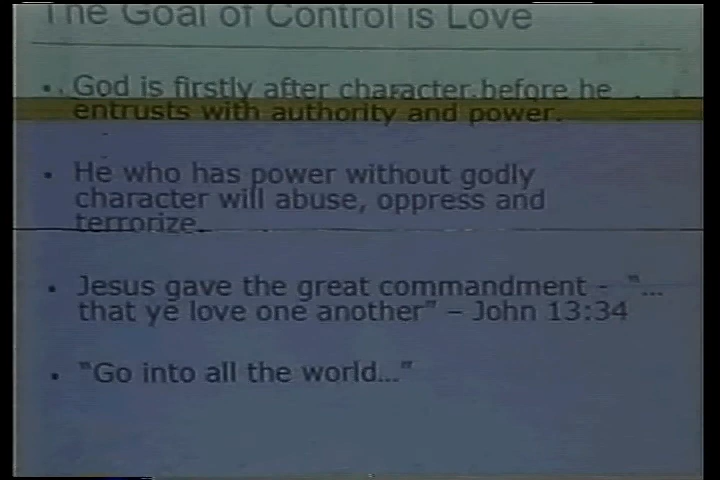 The Goal of Control is Love
• God is firstly after character before he
entrusts with authority and power.
• He who has power without godly
character will abuse, oppress and
terrorize.
• Jesus gave the great commandment - "...
that ye love one another" – John 13:34
• "Go into all the world..."